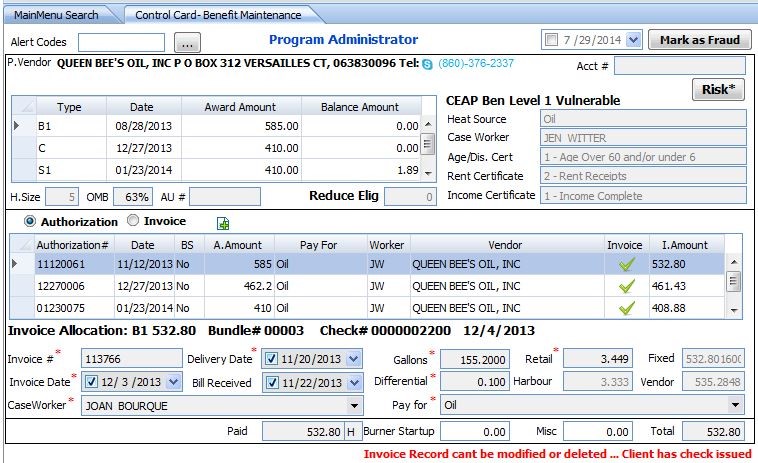 MainMenu Search Control Card- Benefit Maintenance
Alert Codes ... Program Administrator 7 /29/2014 Mark as Fraud
P.Vendor QUEEN BEE'S OIL, INC P O BOX 312 VERSAILLES CT, 063830096 Tel: (860)-376-2337 Acct #
Risk*
Type Date Award Amount Balance Amount
B1 08/28/2013 585.00 0.00
C 12/27/2013 410.00 0.00
S1 01/23/2014 410.00 1.89
CEAP Ben Level 1 Vulnerable
Heat Source Oil
Case Worker JEN WITTER
Age/Dis. Cert 1 - Age Over 60 and/or under 6
Rent Certificate 2 - Rent Receipts
Income Certificate 1 - Income Complete
H.Size 5 OMB 63% AU # Reduce Elig 0
Authorization Invoice
Authorization# Date BS A.Amount Pay For Worker Vendor Invoice I.Amount
11120061 11/12/2013 No 585 Oil JW QUEEN BEE'S OIL, INC 532.80
12270006 12/27/2013 No 462.2 Oil JW QUEEN BEE'S OIL, INC 461.43
01230075 01/23/2014 No 410 Oil JW QUEEN BEE'S OIL, INC 408.88
Invoice Allocation: B1 532.80 Bundle# 00003 Check# 0000002200 12/4/2013
Invoice #* 113766 Delivery Date* 11/20/2013 Gallons* 155.2000 Retail* 3.449 Fixed 532.801600
Invoice Date* 12/ 3 /2013 Bill Received 11/22/2013 Differential* 0.100 Harbour 3.333 Vendor 535.2848
CaseWorker* JOAN BOURQUE Pay for* Oil
Paid 532.80 H Burner Startup 0.00 Misc 0.00 Total 532.80
Invoice Record cant be modified or deleted ... Client has check issued